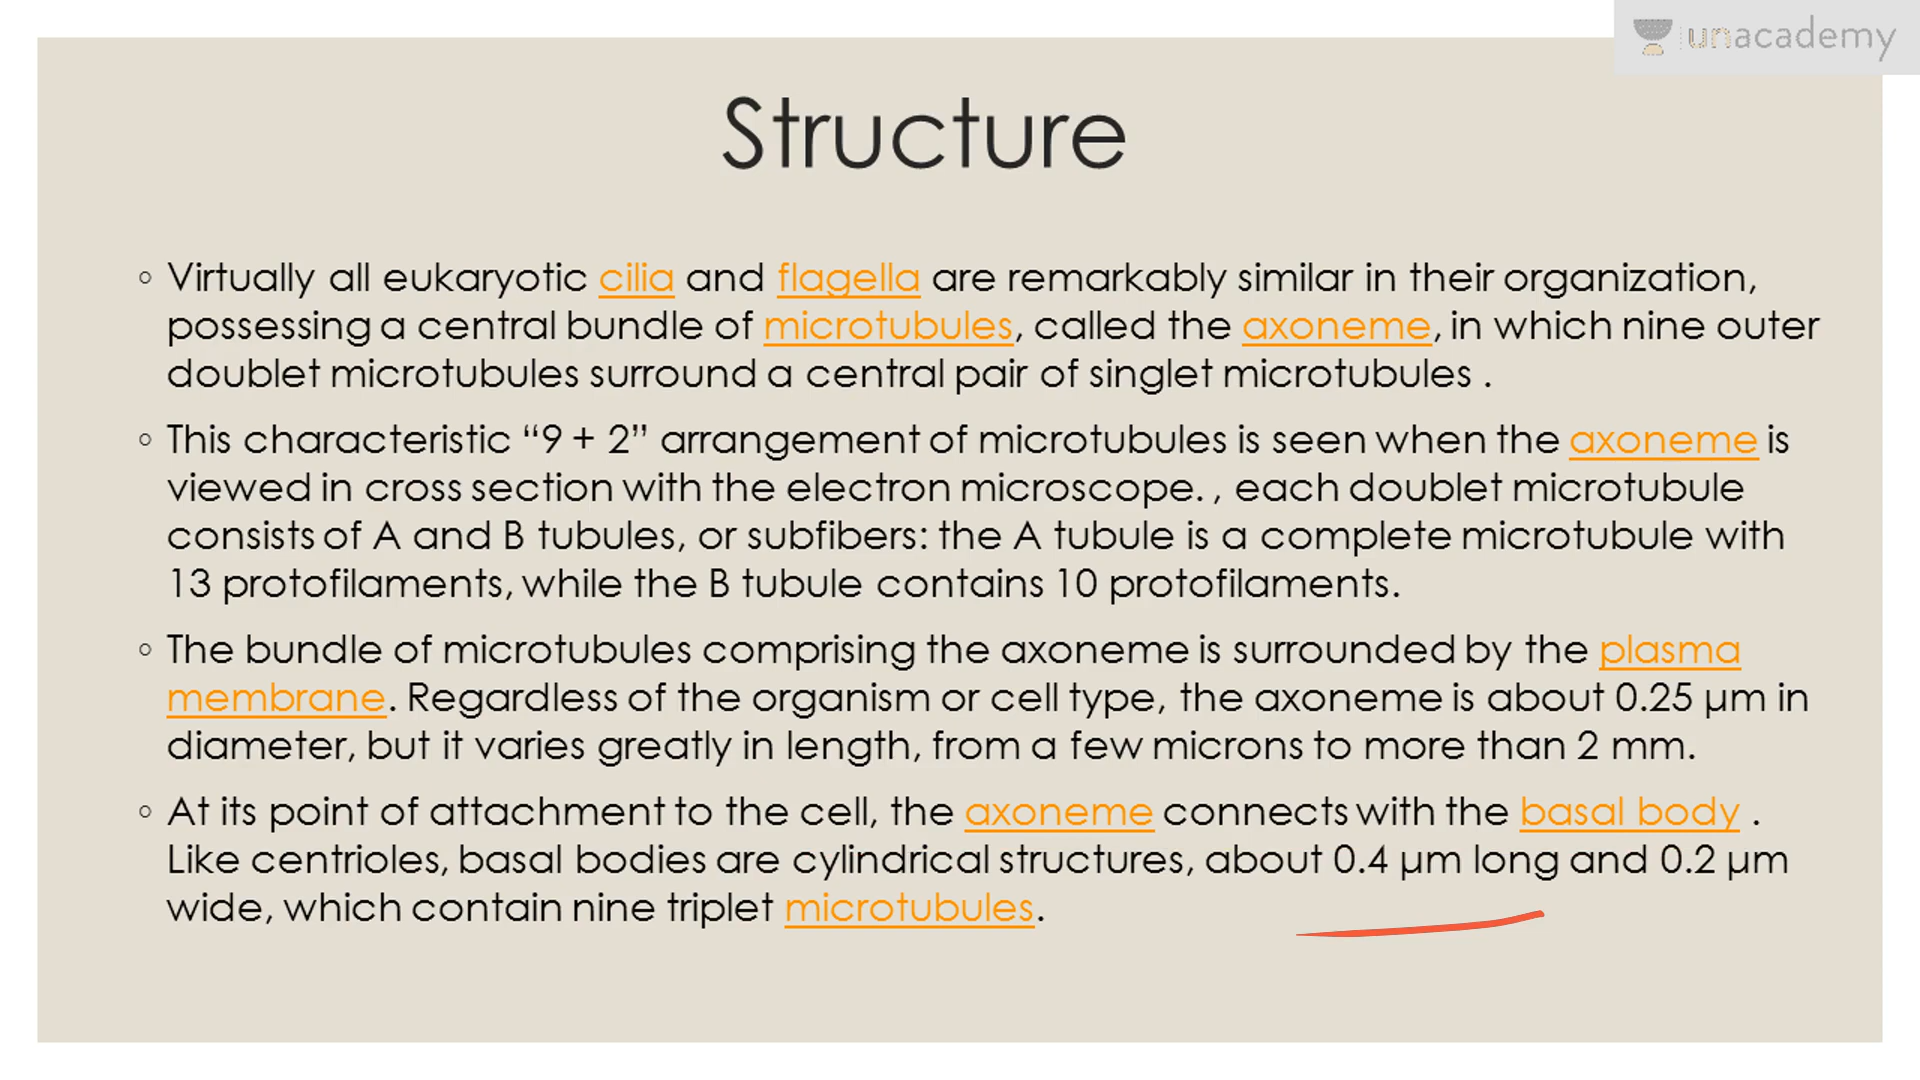 unacademy
Structure
◦ Virtually all eukaryotic cilia and flagella are remarkably similar in their organization,
possessing a central bundle of microtubules, called the axoneme, in which nine outer
doublet microtubules surround a central pair of singlet microtubules .
◦ This characteristic “9 + 2” arrangement of microtubules is seen when the axoneme is
viewed in cross section with the electron microscope. , each doublet microtubule
consists of A and B tubules, or subfibers: the A tubule is a complete microtubule with
13 protofilaments, while the B tubule contains 10 protofilaments.
◦ The bundle of microtubules comprising the axoneme is surrounded by the plasma
membrane. Regardless of the organism or cell type, the axoneme is about 0.25 μm in
diameter, but it varies greatly in length, from a few microns to more than 2 mm.
◦ At its point of attachment to the cell, the axoneme connects with the basal body .
Like centrioles, basal bodies are cylindrical structures, about 0.4 μm long and 0.2 μm
wide, which contain nine triplet microtubules.